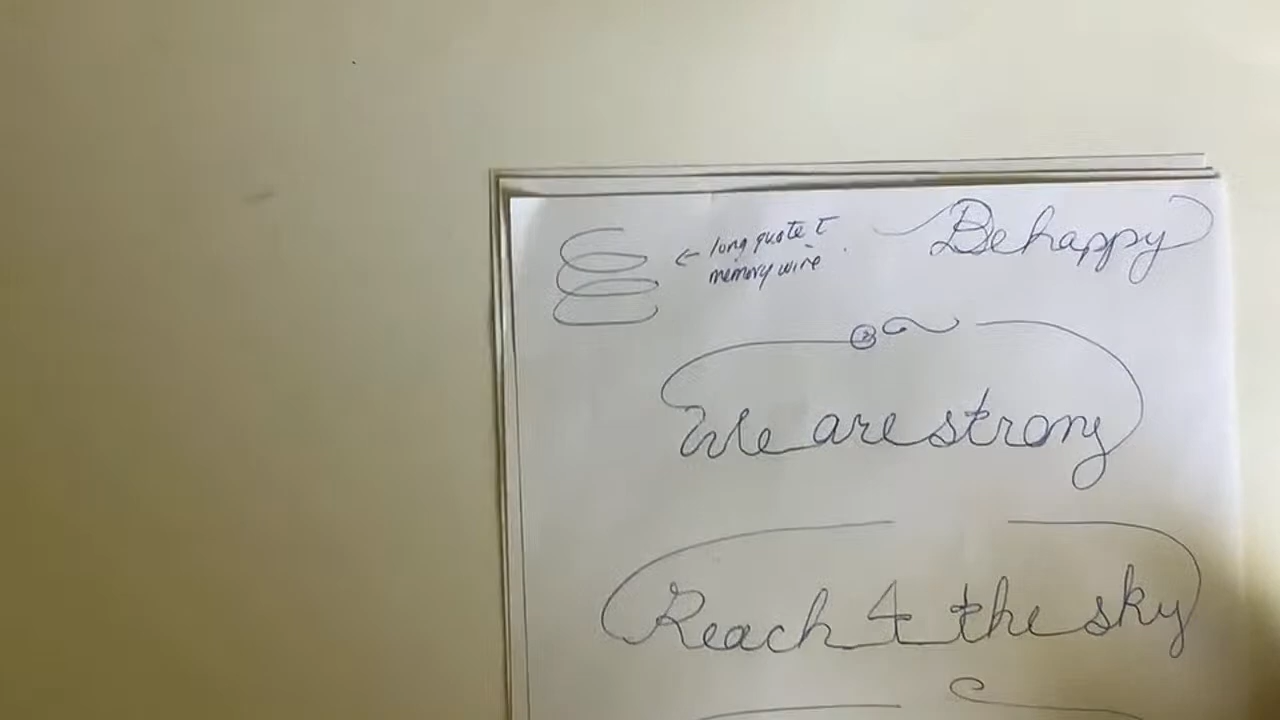 ← long quote c̄
memory wire
Be happy
We are strong
Reach 4 the sky